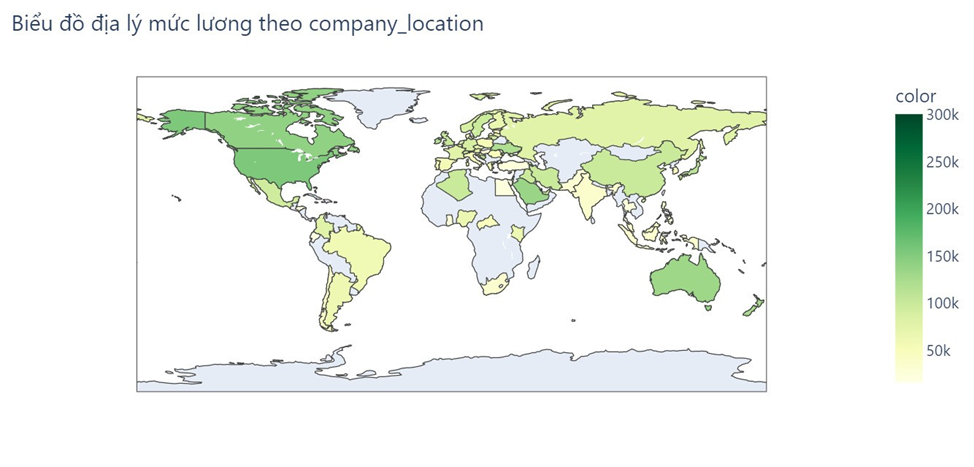 Biểu đồ địa lý mức lương theo company_location
color
300k
250k
200k
150k
100k
50k